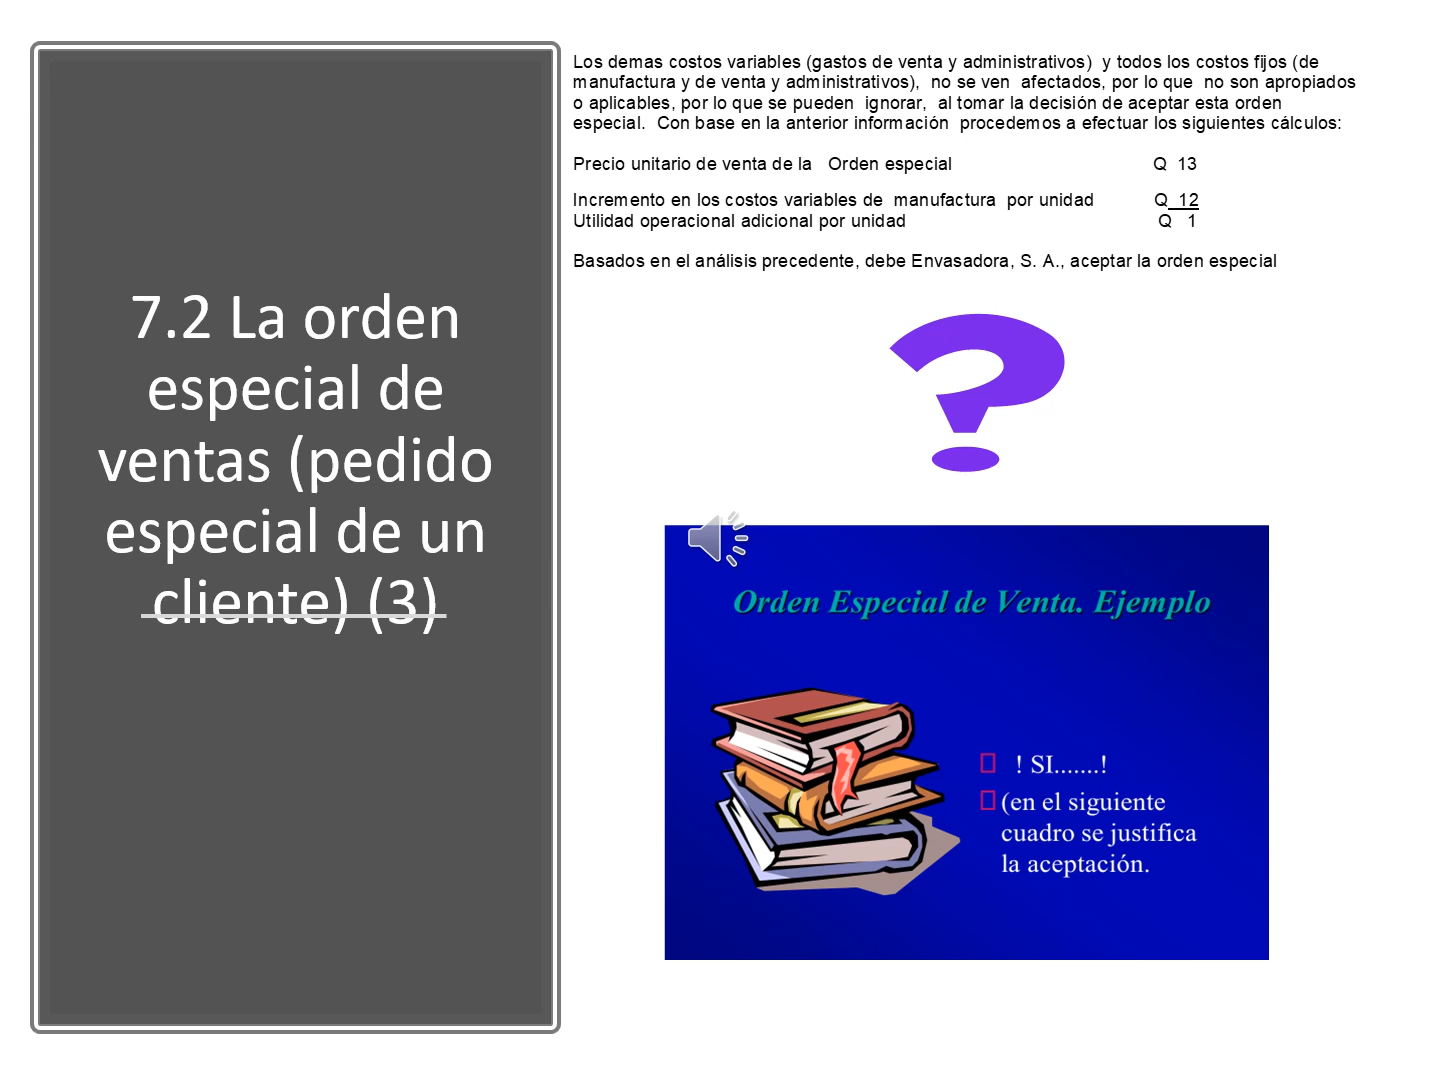 7.2 La orden
especial de
ventas (pedido
especial de un
cliente) (3)
Los demas costos variables (gastos de venta y administrativos)  y todos los costos fijos (de
manufactura y de venta y administrativos),  no se ven  afectados, por lo que  no son apropiados
o aplicables, por lo que se pueden  ignorar,  al tomar la decisión de aceptar esta orden
especial.  Con base en la anterior información  procedemos a efectuar los siguientes cálculos:
Precio unitario de venta de la   Orden especial Q  13
Incremento en los costos variables de  manufactura  por unidad Q  12
Utilidad operacional adicional por unidad Q   1
Basados en el análisis precedente, debe Envasadora, S. A., aceptar la orden especial
?
Orden Especial de Venta. Ejemplo
! SI.......!
(en el siguiente
cuadro se justifica
la aceptación.